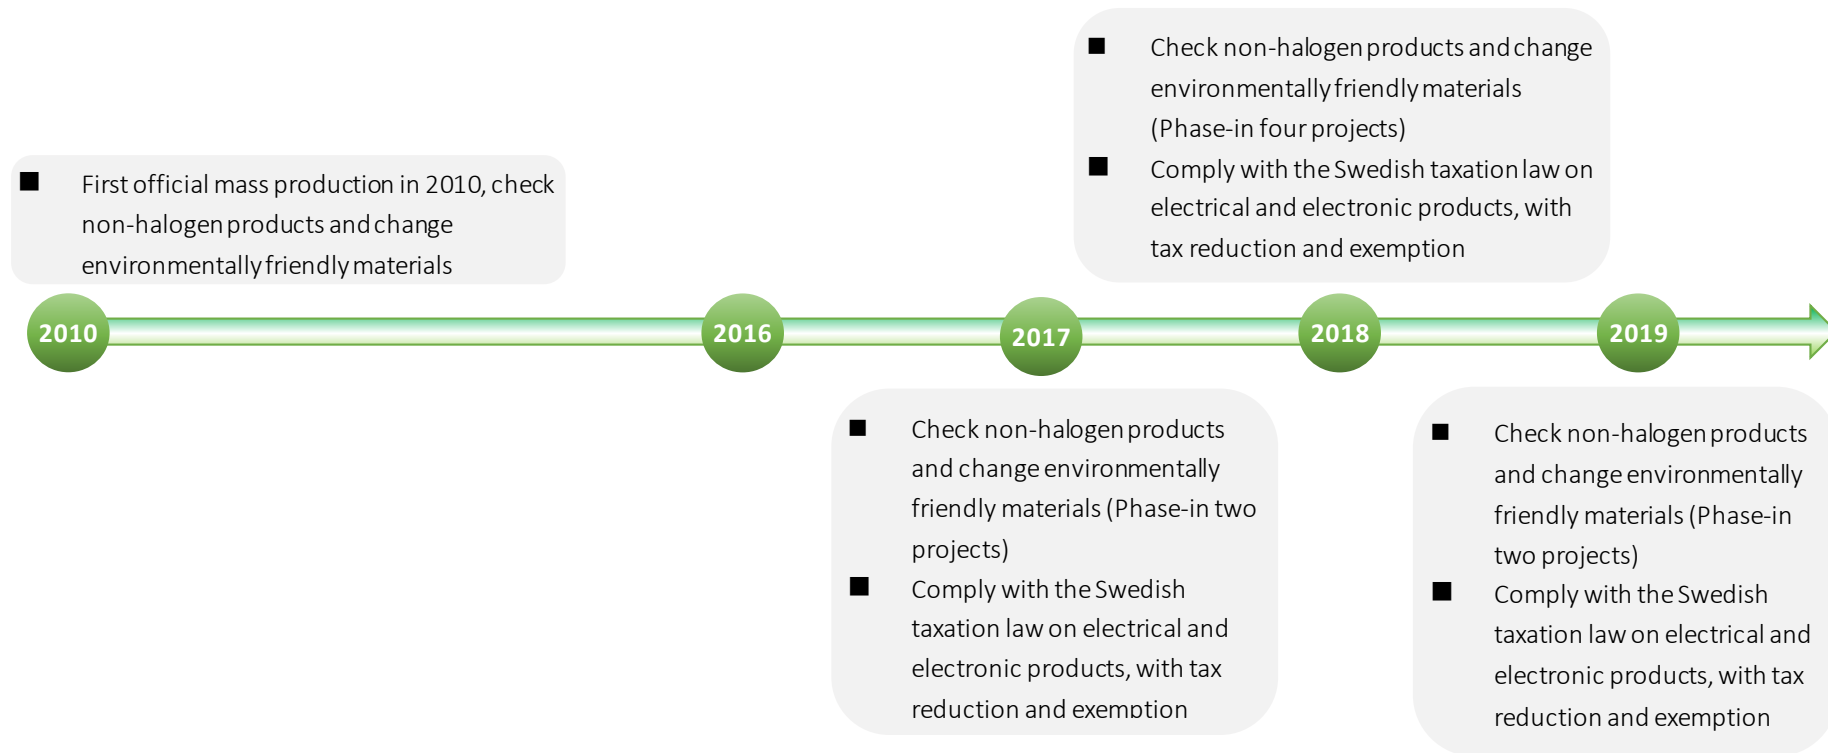 ■ First official mass production in 2010, check
non-halogen products and change
environmentally friendly materials
■ Check non-halogen products and change
environmentally friendly materials
(Phase-in four projects)
■ Comply with the Swedish taxation law on
electrical and electronic products, with
tax reduction and exemption
2010
2016
2017
2018
2019
■ Check non-halogen products
and change environmentally
friendly materials (Phase-in two
projects)
■ Comply with the Swedish
taxation law on electrical and
electronic products, with tax
reduction and exemption
■ Check non-halogen products
and change environmentally
friendly materials (Phase-in
two projects)
■ Comply with the Swedish
taxation law on electrical and
electronic products, with tax
reduction and exemption